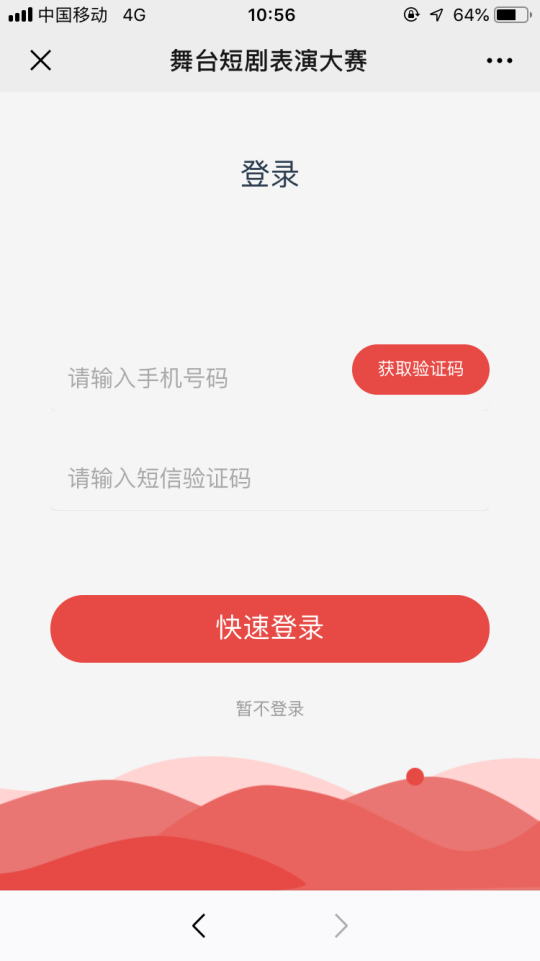 中国移动 4G 10:56 64%
舞台短剧表演大赛
登录
请输入手机号码 获取验证码
请输入短信验证码
快速登录
暂不登录